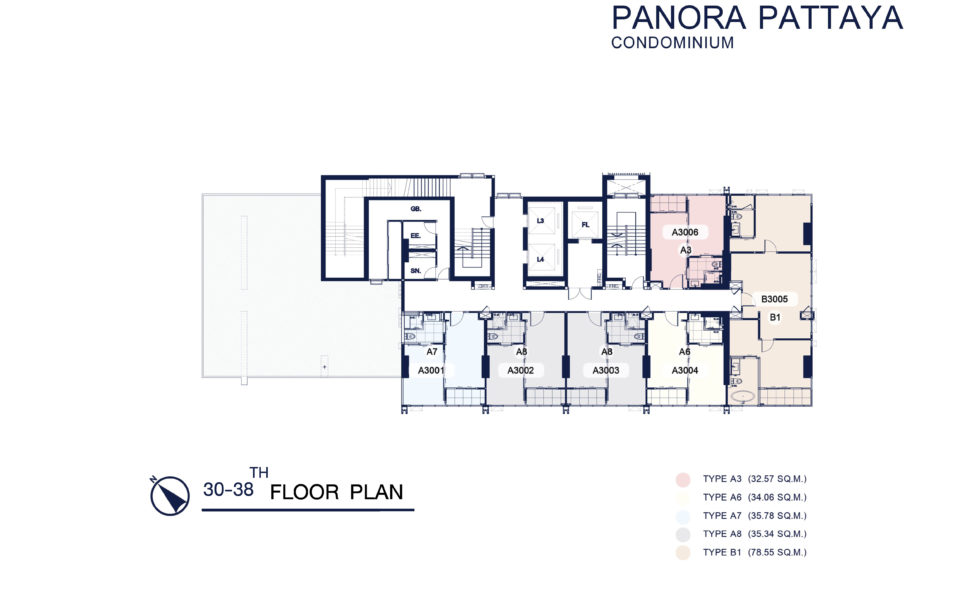 PANORA PATTAYA
CONDOMINIUM
GB.
EE.
SN.
L3
L4
FL
A3006
A3
B3005
B1
A7
A3001
A8
A3002
A8
A3003
A6
A3004
N
30-38TH FLOOR PLAN
TYPE A3 (32.57 SQ.M.)
TYPE A6 (34.06 SQ.M.)
TYPE A7 (35.78 SQ.M.)
TYPE A8 (35.34 SQ.M.)
TYPE B1 (78.55 SQ.M.)